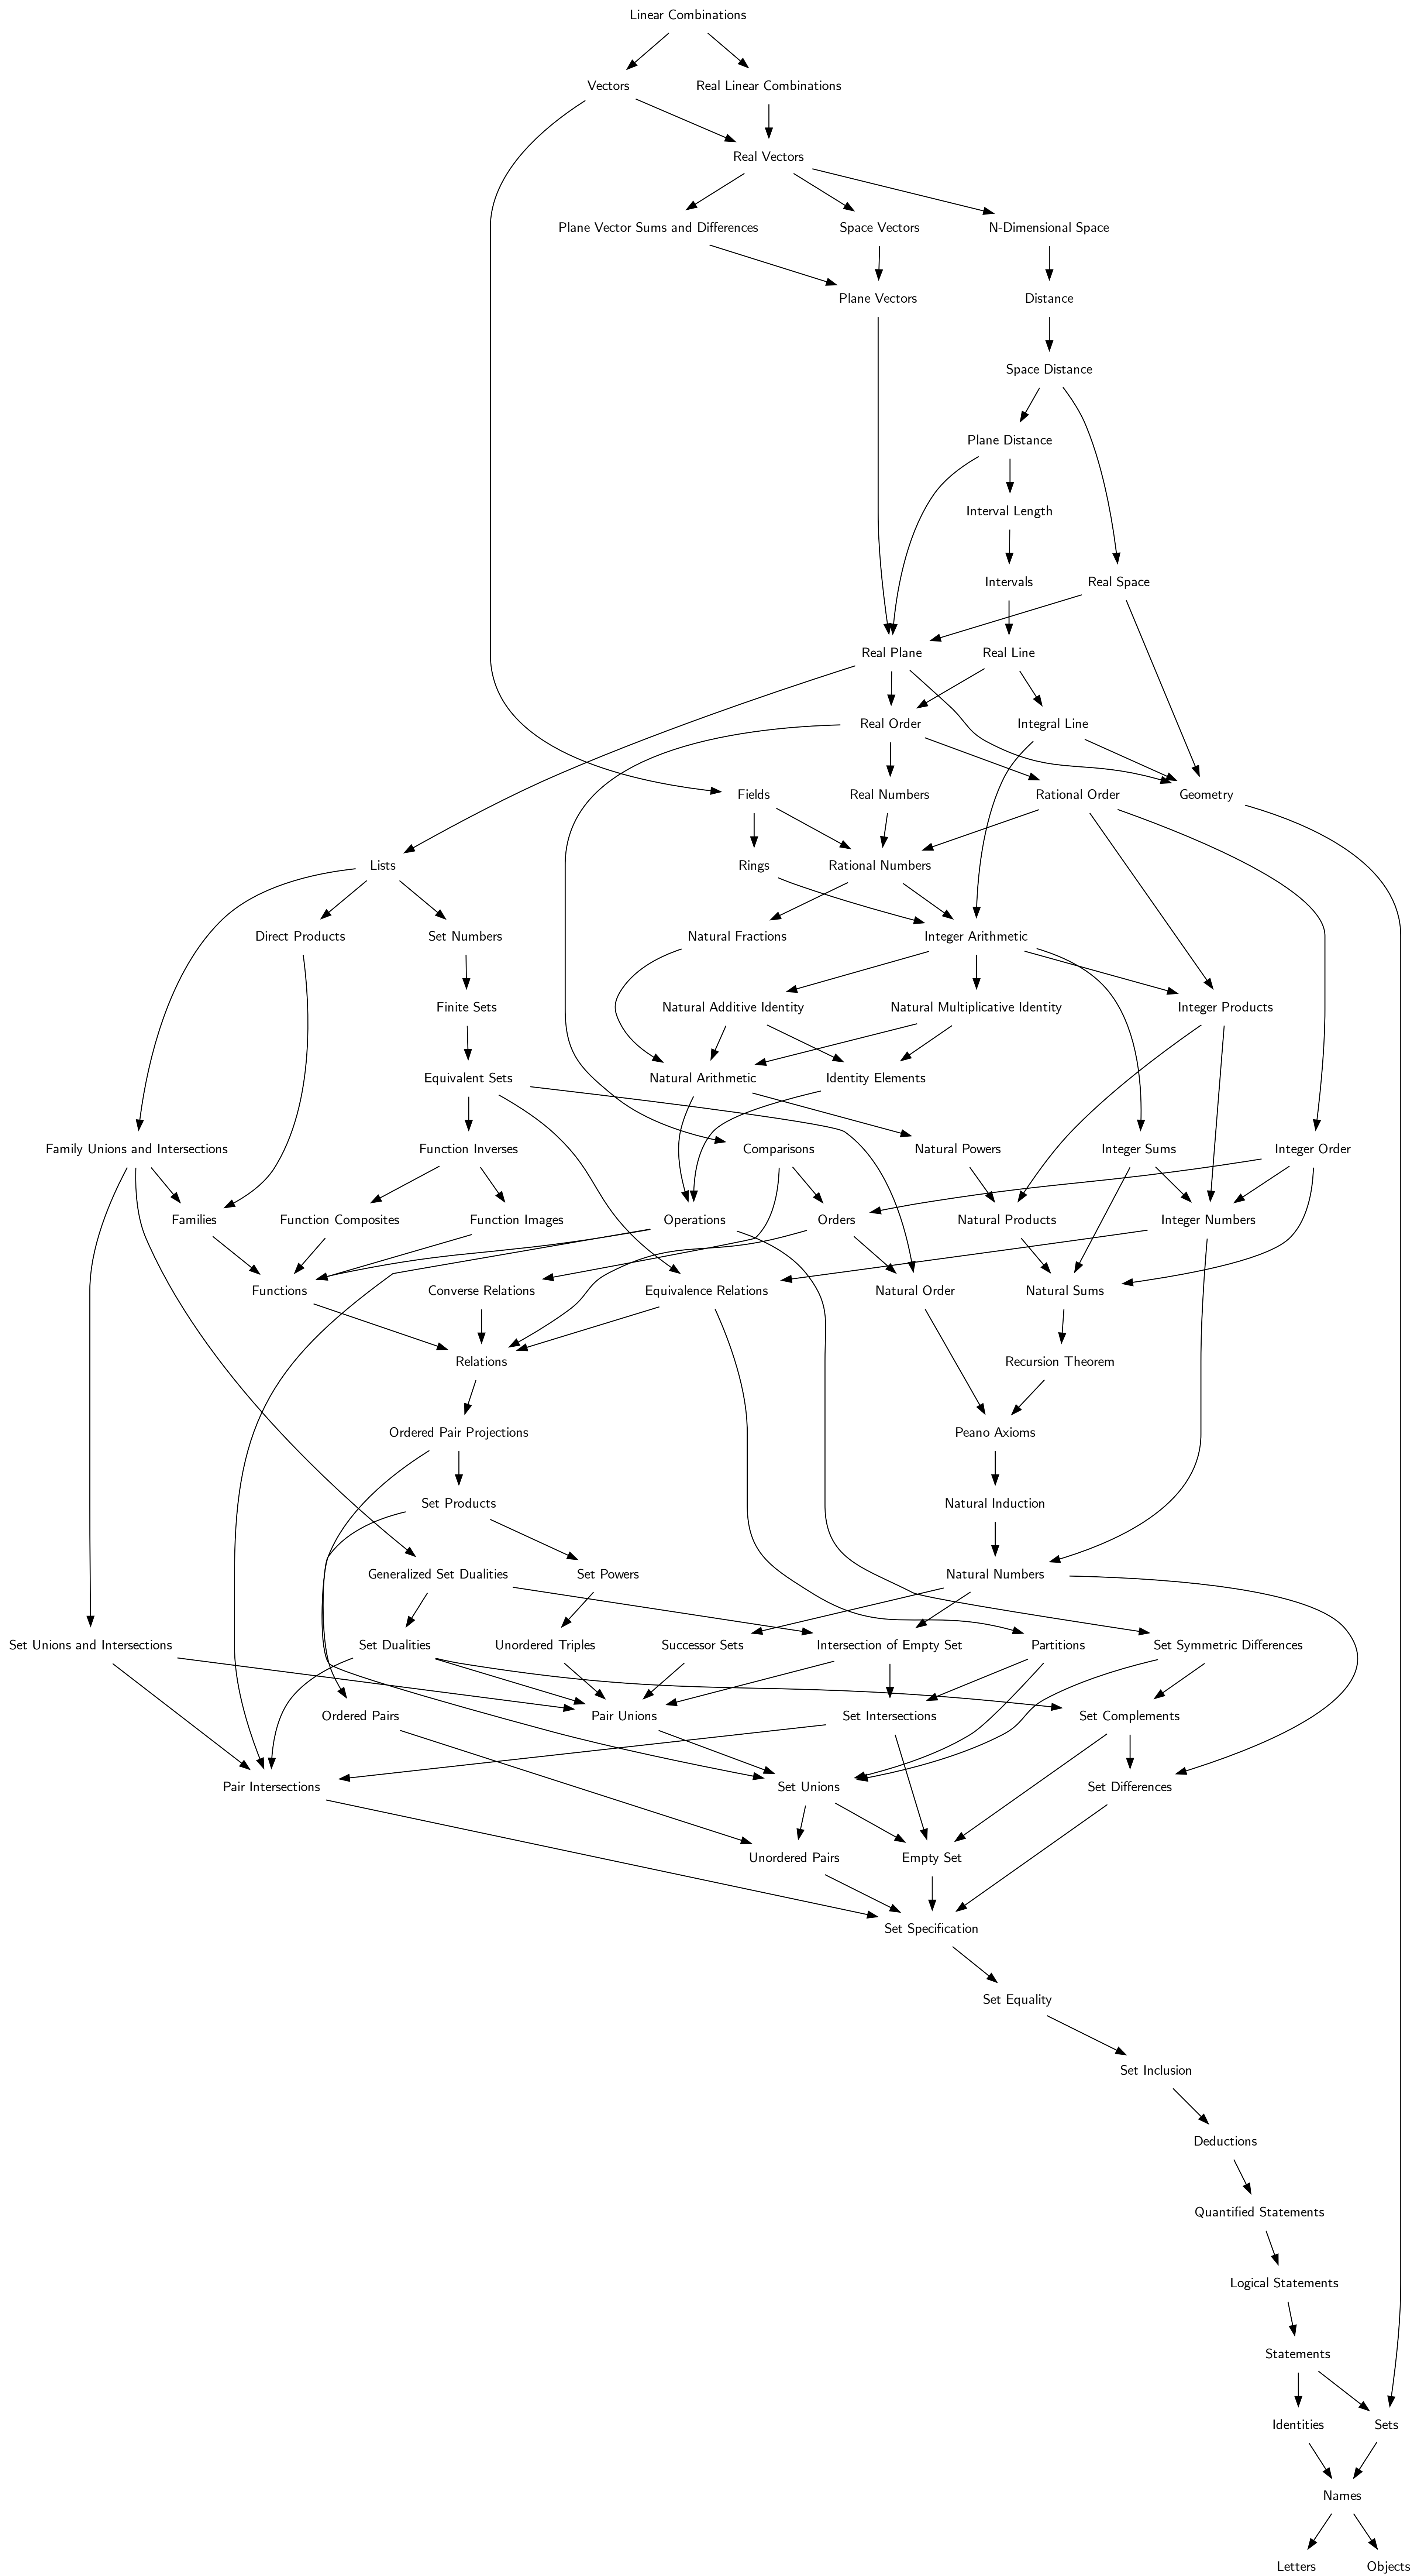 Linear Combinations
Vectors
Real Linear Combinations
Real Vectors
Plane Vector Sums and Differences
Space Vectors
N-Dimensional Space
Plane Vectors
Distance
Space Distance
Plane Distance
Interval Length
Intervals
Real Space
Real Plane
Real Line
Real Order
Integral Line
Fields
Real Numbers
Rational Order
Geometry
Lists
Rings
Rational Numbers
Direct Products
Set Numbers
Natural Fractions
Integer Arithmetic
Finite Sets
Natural Additive Identity
Natural Multiplicative Identity
Integer Products
Equivalent Sets
Natural Arithmetic
Identity Elements
Family Unions and Intersections
Function Inverses
Comparisons
Natural Powers
Integer Sums
Integer Order
Families
Function Composites
Function Images
Operations
Orders
Natural Products
Integer Numbers
Functions
Converse Relations
Equivalence Relations
Natural Order
Natural Sums
Relations
Recursion Theorem
Ordered Pair Projections
Peano Axioms
Set Products
Natural Induction
Generalized Set Dualities
Set Powers
Natural Numbers
Set Unions and Intersections
Set Dualities
Unordered Triples
Successor Sets
Intersection of Empty Set
Partitions
Set Symmetric Differences
Ordered Pairs
Pair Unions
Set Intersections
Set Complements
Pair Intersections
Set Unions
Set Differences
Unordered Pairs
Empty Set
Set Specification
Set Equality
Set Inclusion
Deductions
Quantified Statements
Logical Statements
Statements
Identities
Sets
Names
Letters
Objects